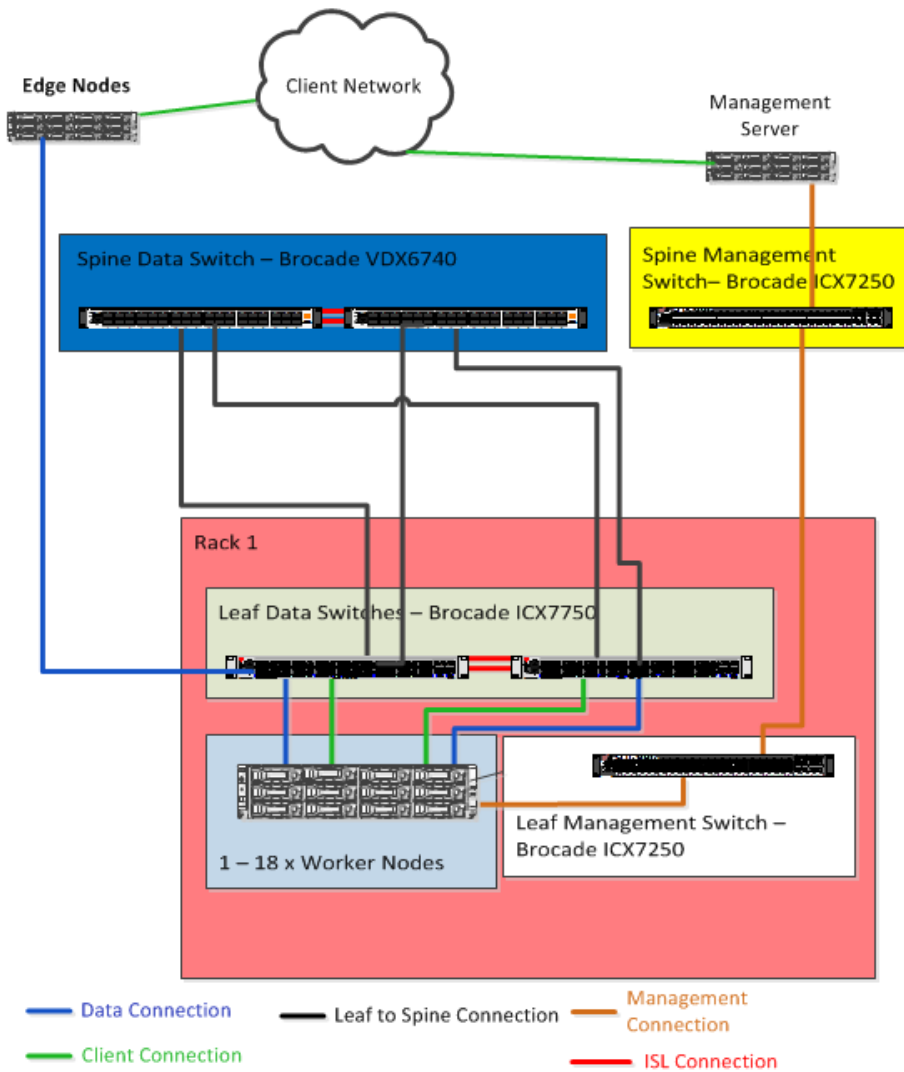 Client Network
Edge Nodes
Management
Server
Spine Data Switch – Brocade VDX6740
Spine Management
Switch– Brocade ICX7250
Rack 1
Leaf Data Switches – Brocade ICX7750
Leaf Management Switch –
Brocade ICX7250
1 – 18 x Worker Nodes
Data Connection
Leaf to Spine Connection
Management
Connection
Client Connection
ISL Connection